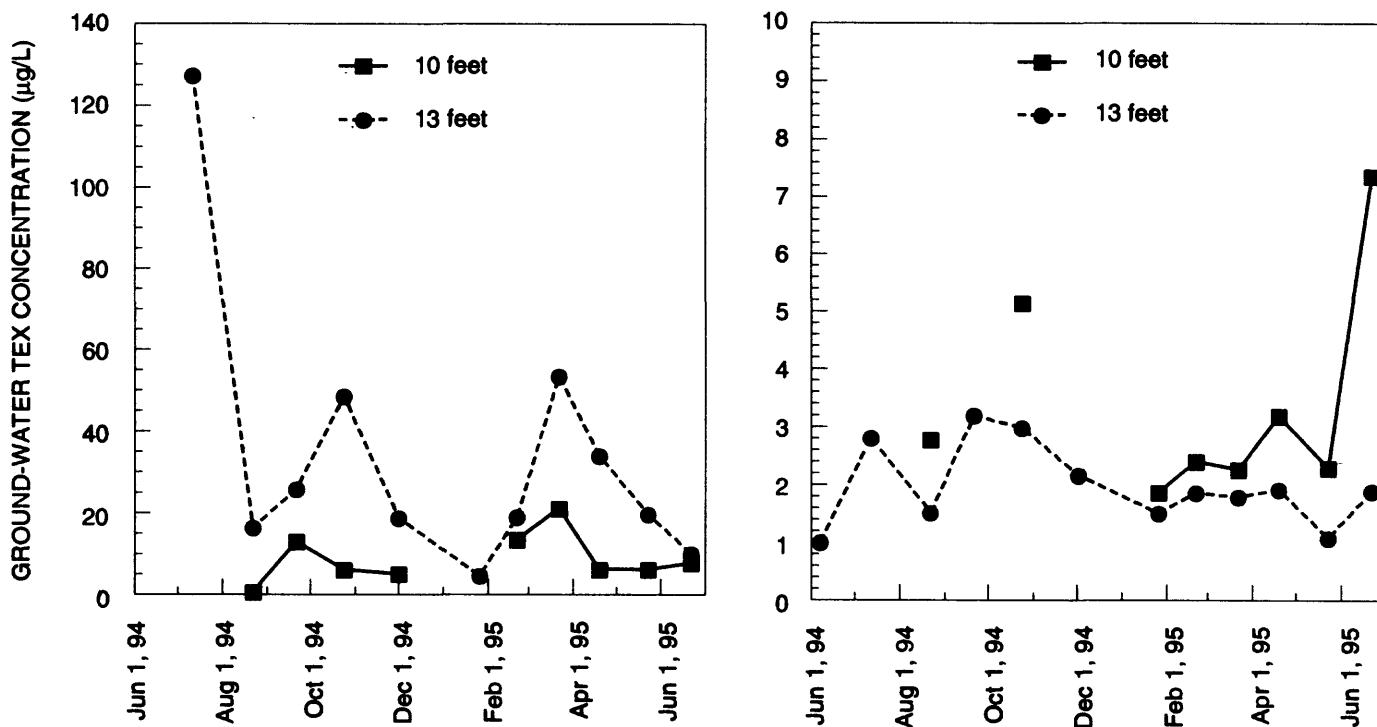 GROUND-WATER TEX CONCENTRATION (µg/L)
140
120
100
80
60
40
20
0
10 feet
13 feet
Jun 1, 94
Aug 1, 94
Oct 1, 94
Dec 1, 94
Feb 1, 95
Apr 1, 95
Jun 1, 95
10
9
8
7
6
5
4
3
2
1
0
10 feet
13 feet
Jun 1, 94
Aug 1, 94
Oct 1, 94
Dec 1, 94
Feb 1, 95
Apr 1, 95
Jun 1, 95